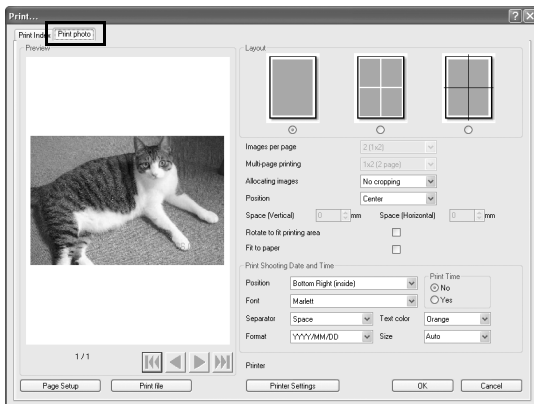 Print...
Print Index Print photo
Preview
1 / 1
Page Setup Print file
Layout
Images per page 2 (1x2)
Multi-page printing 1x2 (2 page)
Allocating images No cropping
Position Center
Space (Vertical) 0 mm Space (Horizontal) 0 mm
Rotate to fit printing area
Fit to paper
Print Shooting Date and Time
Position Bottom Right (inside)
Print Time
No
Font Marlett
Yes
Separator Space Text color Orange
Format YYYY/MM/DD Size Auto
Printer
Printer Settings OK Cancel